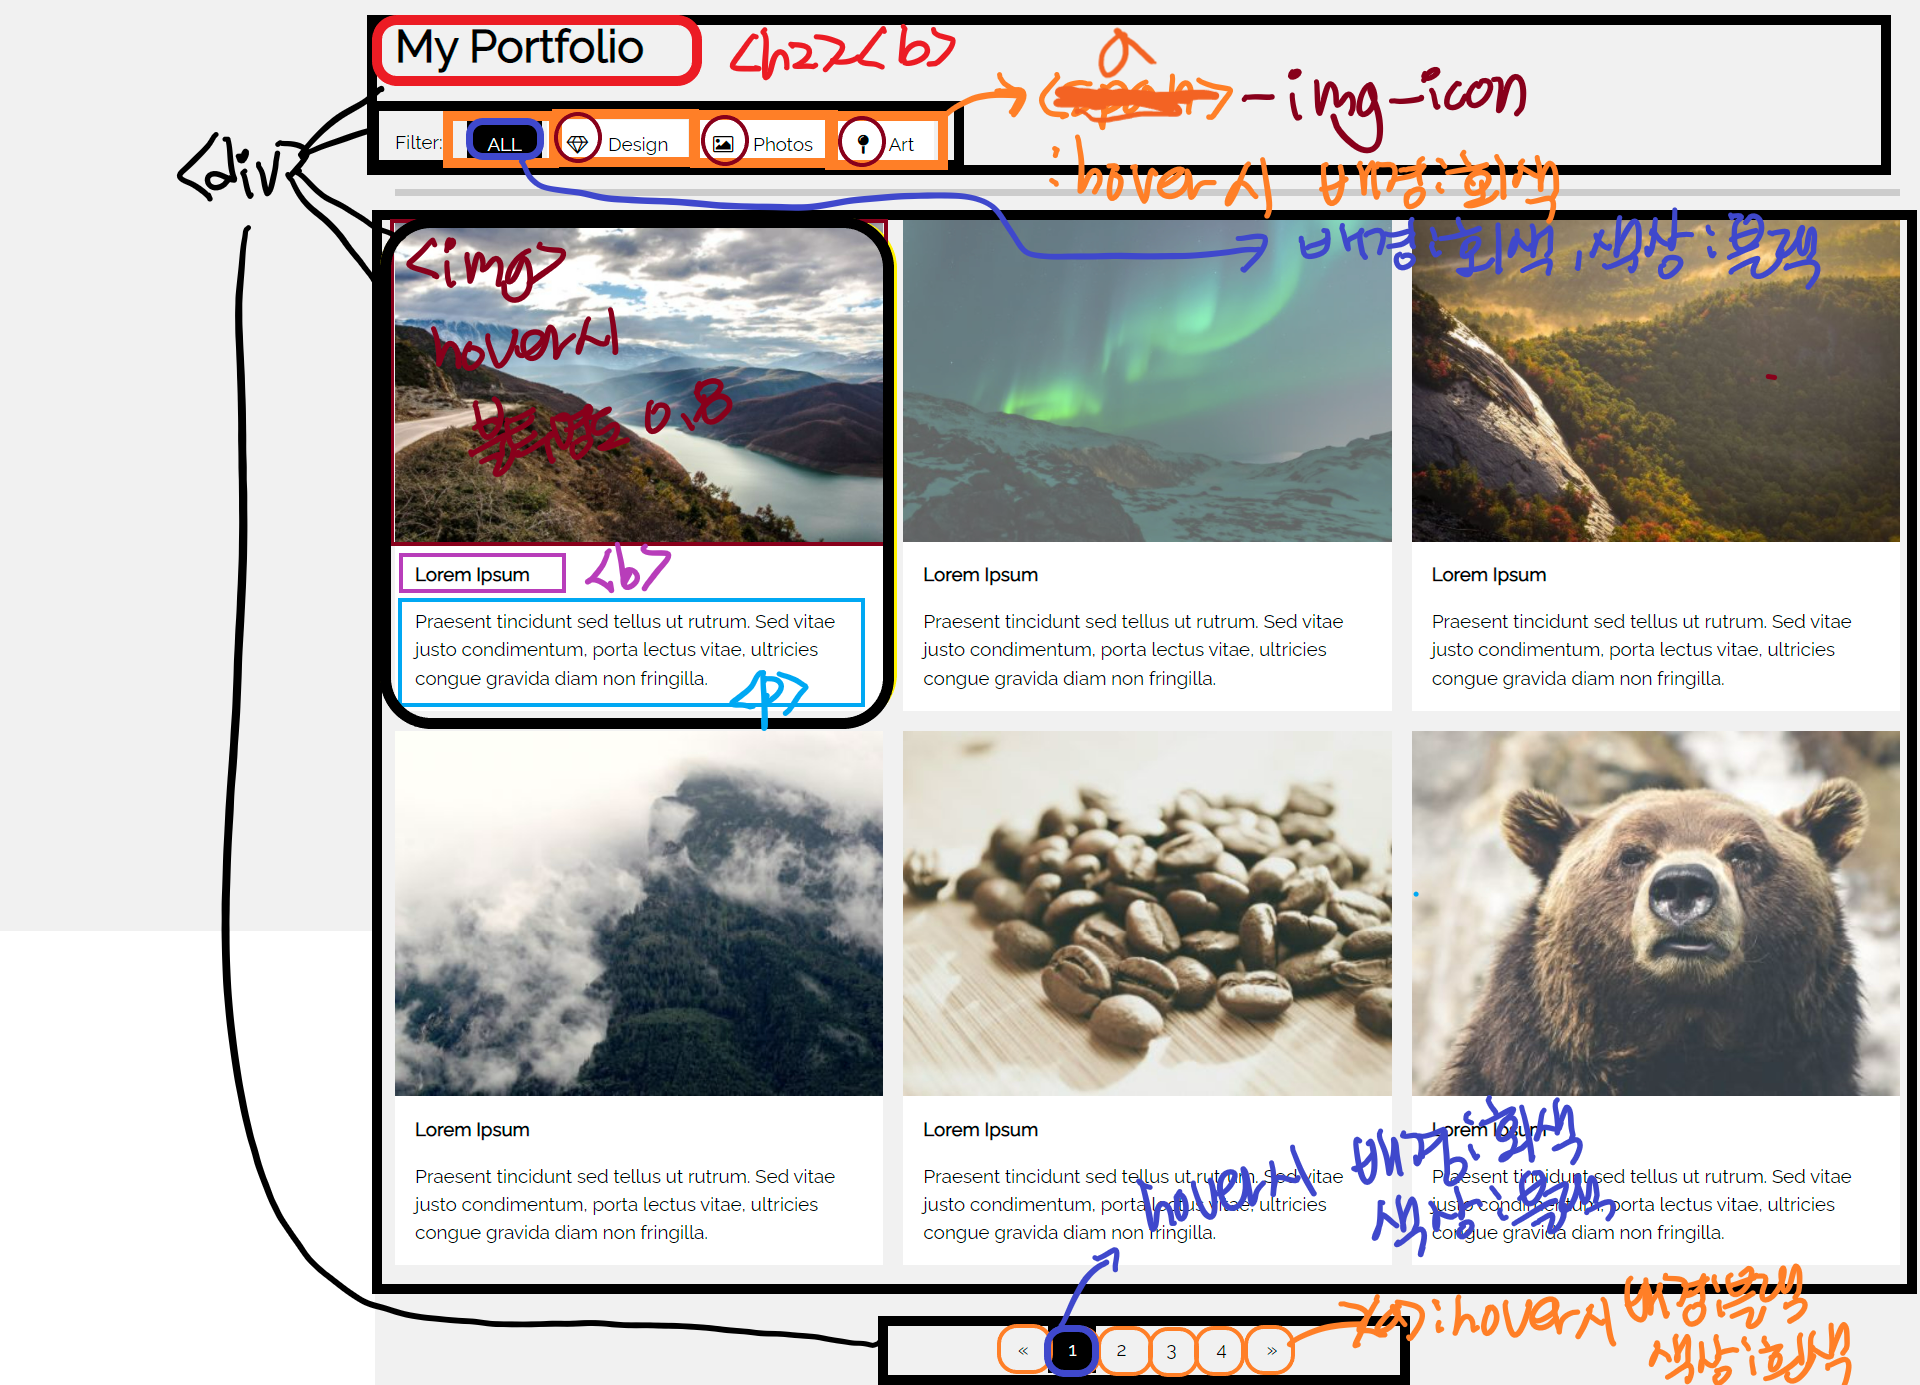 My Portfolio
<h2><b>
a
<span>-img-icon
<div>
Filter: ALL Design Photos Art
:hover시 배경:회색
배경:회색,색상:블랙
<img>
hover시
불투명도 0.8
Lorem Ipsum
<b>
Praesent tincidunt sed tellus ut rutrum. Sed vitae
justo condimentum, porta lectus vitae, ultricies
congue gravida diam non fringilla.
<p>
Lorem Ipsum
Praesent tincidunt sed tellus ut rutrum. Sed vitae
justo condimentum, porta lectus vitae, ultricies
congue gravida diam non fringilla.
Lorem Ipsum
Praesent tincidunt sed tellus ut rutrum. Sed vitae
justo condimentum, porta lectus vitae, ultricies
congue gravida diam non fringilla.
Lorem Ipsum
Praesent tincidunt sed tellus ut rutrum. Sed vitae
justo condimentum, porta lectus vitae, ultricies
congue gravida diam non fringilla.
Lorem Ipsum
Praesent tincidunt sed tellus ut rutrum. Sed vitae
justo condimentum, porta lectus vitae, ultricies
congue gravida diam non fringilla.
Lorem Ipsum
Praesent tincidunt sed tellus ut rutrum. Sed vitae
justo condimentum, porta lectus vitae, ultricies
congue gravida diam non fringilla.
hover시 배경:회색
색상:블랙
« 1 2 3 4 »
<a>:hover시 배경:블랙
색상:회색